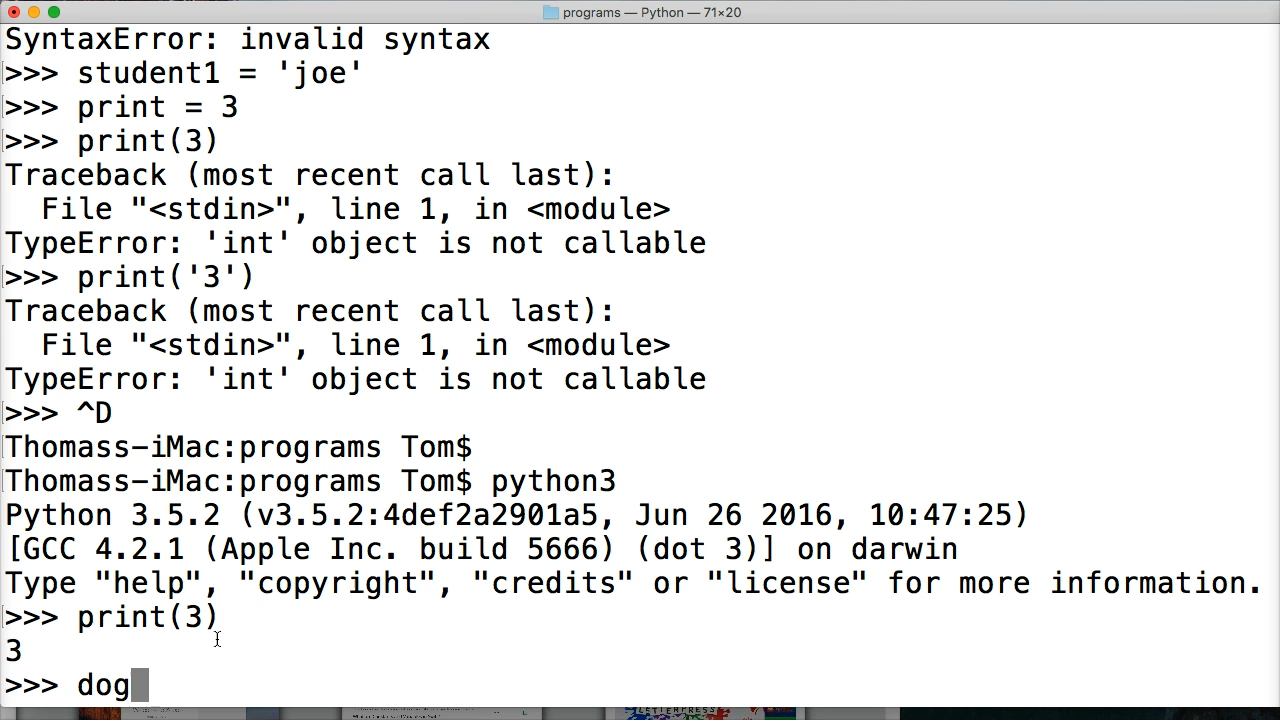 programs — Python — 71×20
SyntaxError: invalid syntax
>>> student1 = 'joe'
>>> print = 3
>>> print(3)
Traceback (most recent call last):
  File "<stdin>", line 1, in <module>
TypeError: 'int' object is not callable
>>> print('3')
Traceback (most recent call last):
  File "<stdin>", line 1, in <module>
TypeError: 'int' object is not callable
>>> ^D
Thomass-iMac:programs Tom$
Thomass-iMac:programs Tom$ python3
Python 3.5.2 (v3.5.2:4def2a2901a5, Jun 26 2016, 10:47:25)
[GCC 4.2.1 (Apple Inc. build 5666) (dot 3)] on darwin
Type "help", "copyright", "credits" or "license" for more information.
>>> print(3)
3
>>> dog
LETTERPRESS